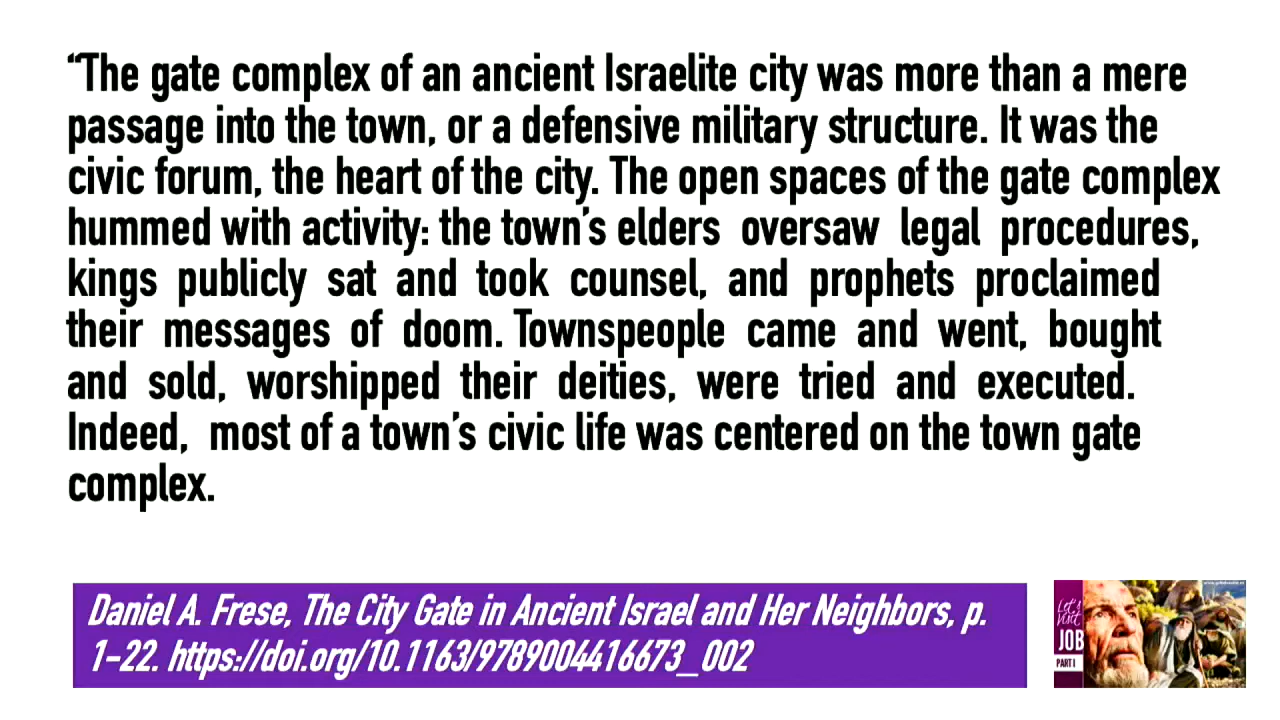 “The gate complex of an ancient Israelite city was more than a mere
passage into the town, or a defensive military structure. It was the
civic forum, the heart of the city. The open spaces of the gate complex
hummed with activity: the town’s elders oversaw legal procedures,
kings publicly sat and took counsel, and prophets proclaimed
their messages of doom. Townspeople came and went, bought
and sold, worshipped their deities, were tried and executed.
Indeed, most of a town’s civic life was centered on the town gate
complex.
Daniel A. Frese, The City Gate in Ancient Israel and Her Neighbors, p.
1-22. https://doi.org/10.1163/9789004416673_002
Let's
Visit
JOB
PART I